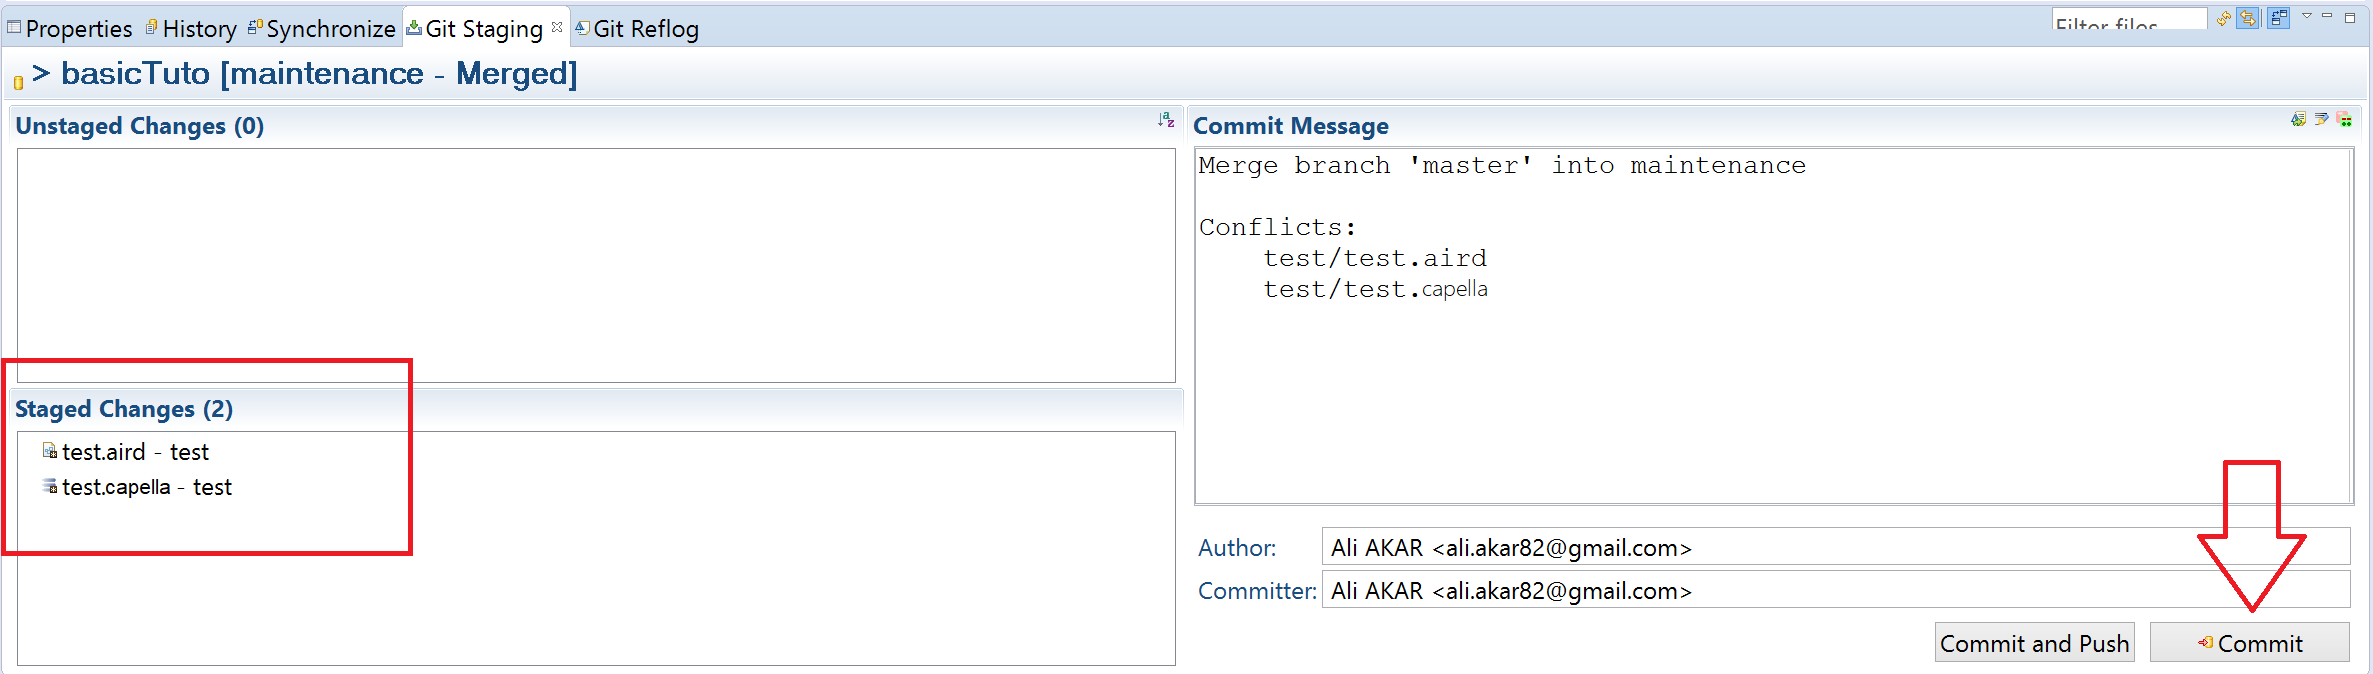 Properties History Synchronize Git Staging Git Reflog Filter files
> basicTuto [maintenance - Merged]
Unstaged Changes (0)
Staged Changes (2)
test.aird - test
test.capella - test
Commit Message
Merge branch 'master' into maintenance
Conflicts:
test/test.aird
test/test.capella
Author: Ali AKAR <ali.akar82@gmail.com>
Committer: Ali AKAR <ali.akar82@gmail.com>
Commit and Push Commit